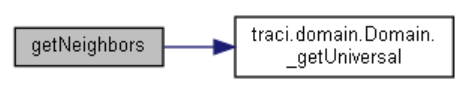 getNeighbors
traci.domain.Domain.
_getUniversal